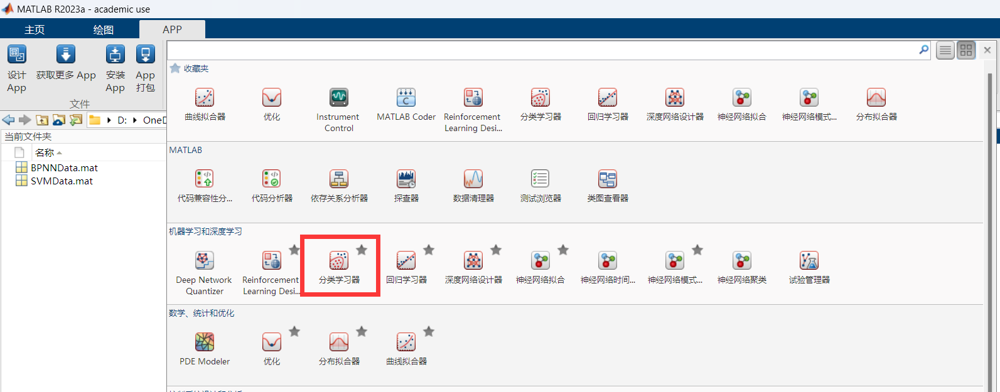 MATLAB R2023a - academic use
主页 绘图 APP
设计 App
获取更多 App
安装 App
App 打包
文件
D: OneD
当前文件夹
名称
BPNNData.mat
SVMData.mat
收藏夹
曲线拟合器
优化
Instrument Control
MATLAB Coder
Reinforcement Learning Desi...
分类学习器
回归学习器
深度网络设计器
神经网络拟合
神经网络模式...
分布拟合器
MATLAB
代码兼容性分...
代码分析器
依存关系分析器
探查器
数据清理器
测试浏览器
类图查看器
机器学习和深度学习
Deep Network Quantizer
Reinforcement Learning Desi...
分类学习器
回归学习器
深度网络设计器
神经网络拟合
神经网络时间...
神经网络模式...
神经网络聚类
试验管理器
数学、统计和优化
PDE Modeler
优化
分布拟合器
曲线拟合器